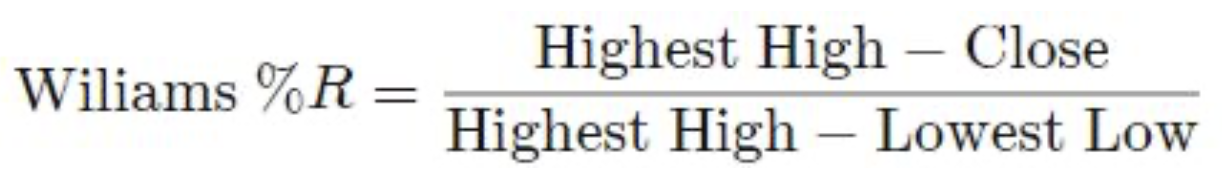 Wiliams %R = Highest High − Close
Highest High − Lowest Low